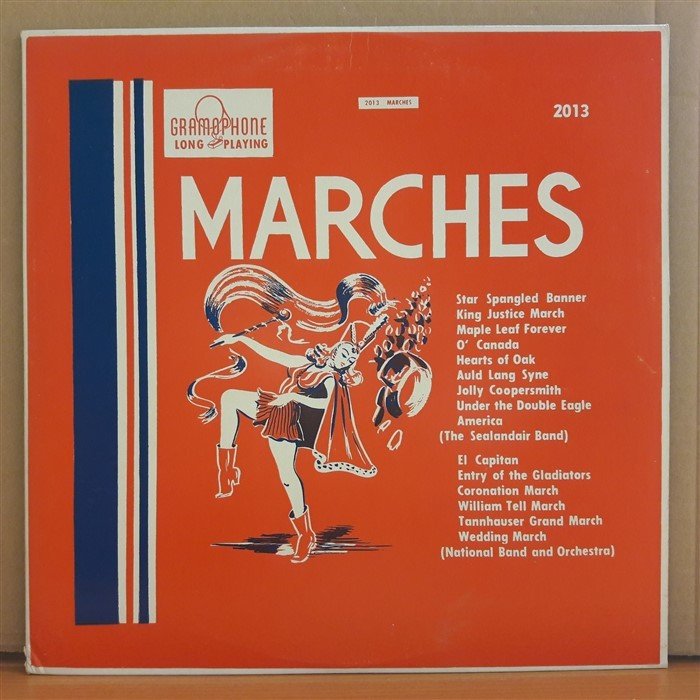 GRAMOPHONE
LONG PLAYING
2013 MARCHES
2013
MARCHES
Star Spangled Banner
King Justice March
Maple Leaf Forever
O' Canada
Hearts of Oak
Auld Lang Syne
Jolly Coopersmith
Under the Double Eagle
America
(The Sealandair Band)
El Capitan
Entry of the Gladiators
Coronation March
William Tell March
Tannhauser Grand March
Wedding March
(National Band and Orchestra)